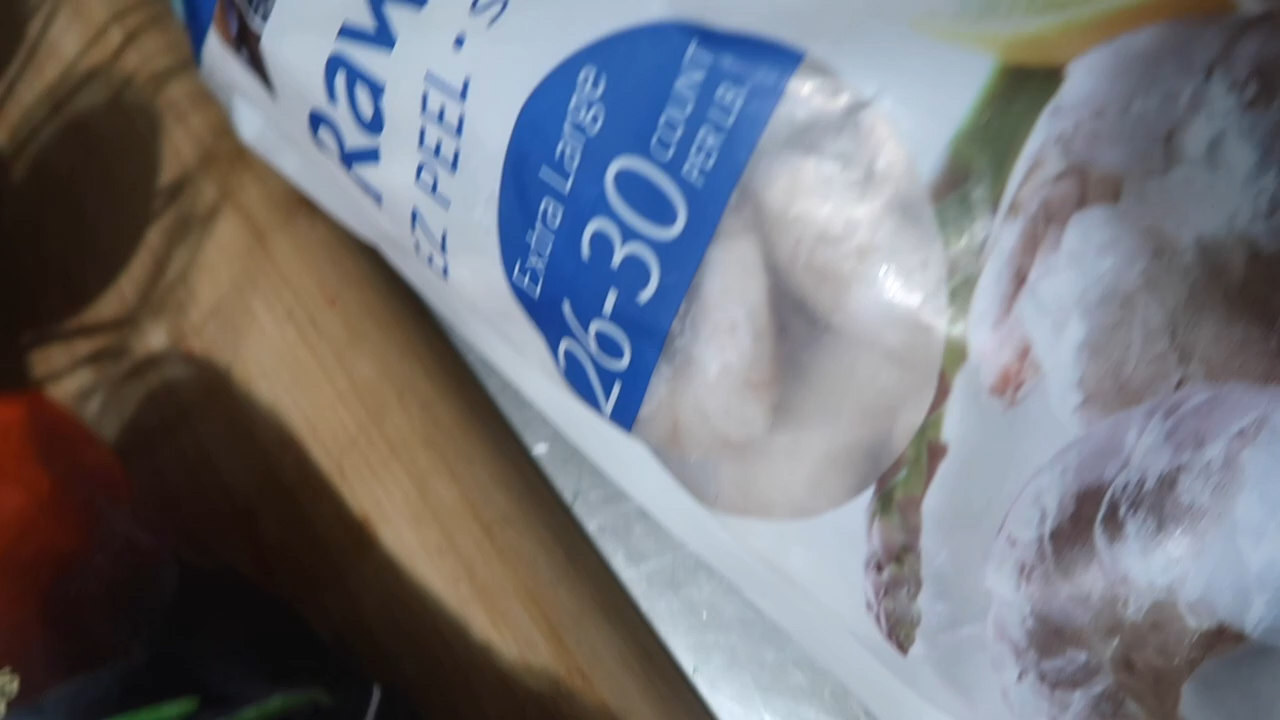 Raw
EZ PEEL •
Extra Large
26-30 COUNT
PER LB.